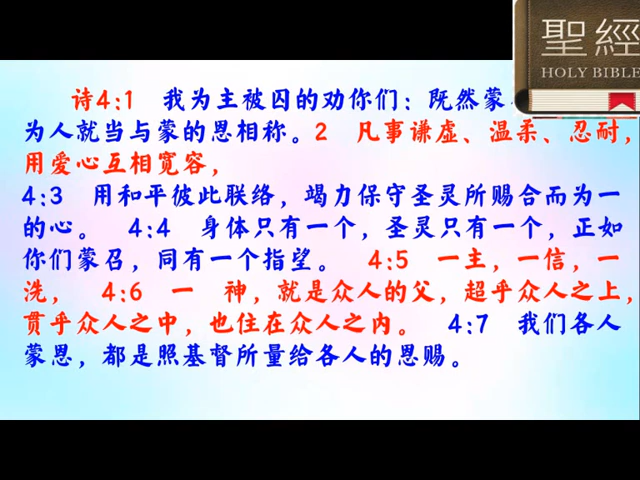 聖經
HOLY BIBLE
诗4:1 我为主被囚的劝你们：既然蒙
为人就当与蒙的恩相称。2 凡事谦虚、温柔、忍耐，
用爱心互相宽容，
4:3 用和平彼此联络，竭力保守圣灵所赐合而为一
的心。 4:4 身体只有一个，圣灵只有一个，正如
你们蒙召，同有一个指望。 4:5 一主，一信，一
洗， 4:6 一 神，就是众人的父，超乎众人之上，
贯乎众人之中，也住在众人之内。 4:7 我们各人
蒙恩，都是照基督所量给各人的恩赐。